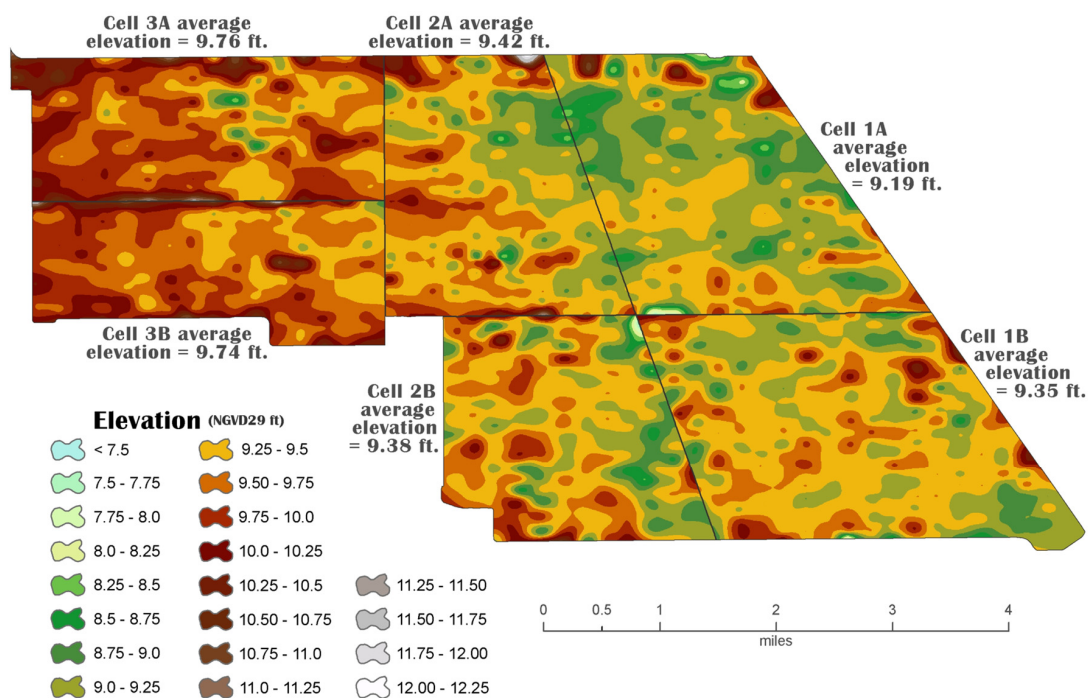 Cell 3A average
elevation = 9.76 ft.
Cell 2A average
elevation = 9.42 ft.
Cell 1A
average
elevation
= 9.19 ft.
Cell 3B average
elevation = 9.74 ft.
Cell 1B
average
elevation
= 9.35 ft.
Cell 2B
average
elevation
= 9.38 ft.
Elevation (NGVD29 ft)
< 7.5
7.5 - 7.75
7.75 - 8.0
8.0 - 8.25
8.25 - 8.5
8.5 - 8.75
8.75 - 9.0
9.0 - 9.25
9.25 - 9.5
9.50 - 9.75
9.75 - 10.0
10.0 - 10.25
10.25 - 10.5
10.50 - 10.75
10.75 - 11.0
11.0 - 11.25
11.25 - 11.50
11.50 - 11.75
11.75 - 12.00
12.00 - 12.25
0 0.5 1 2 3 4
miles